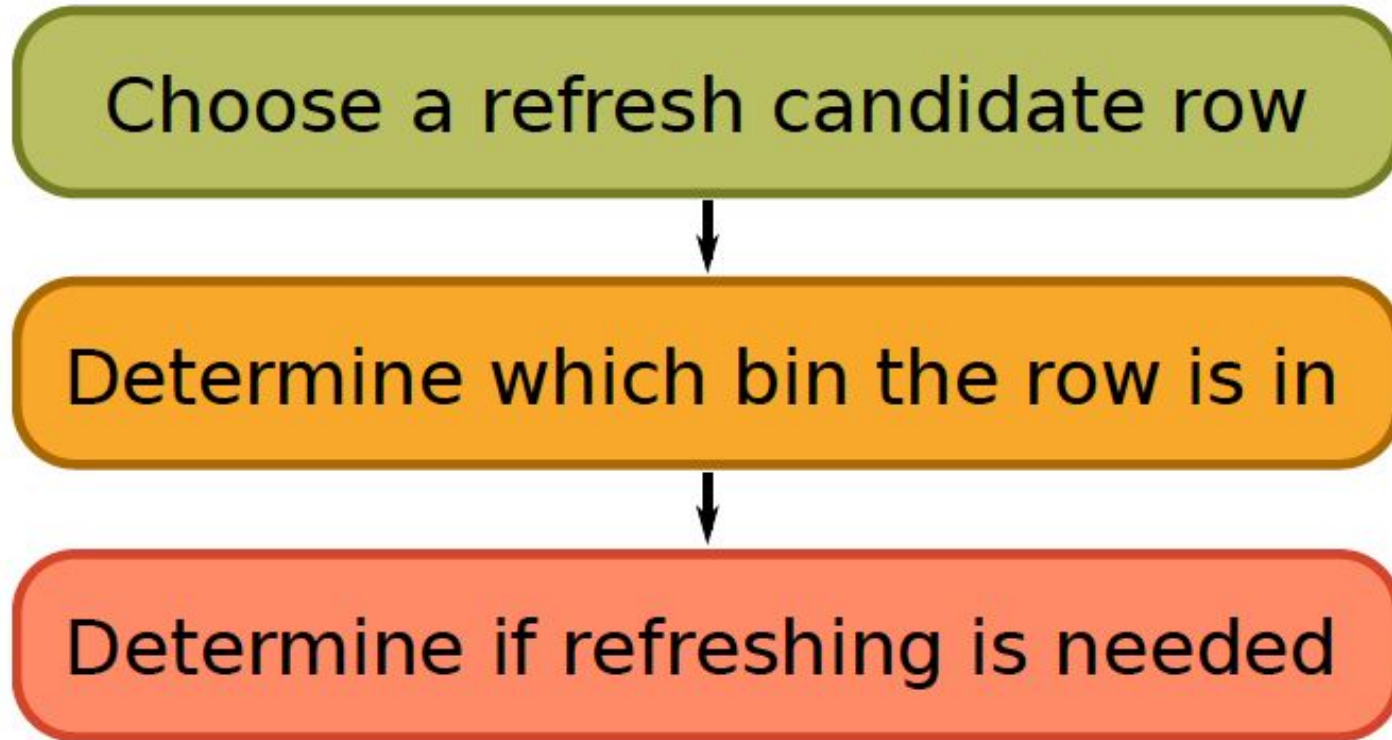 Choose a refresh candidate row
Determine which bin the row is in
Determine if refreshing is needed